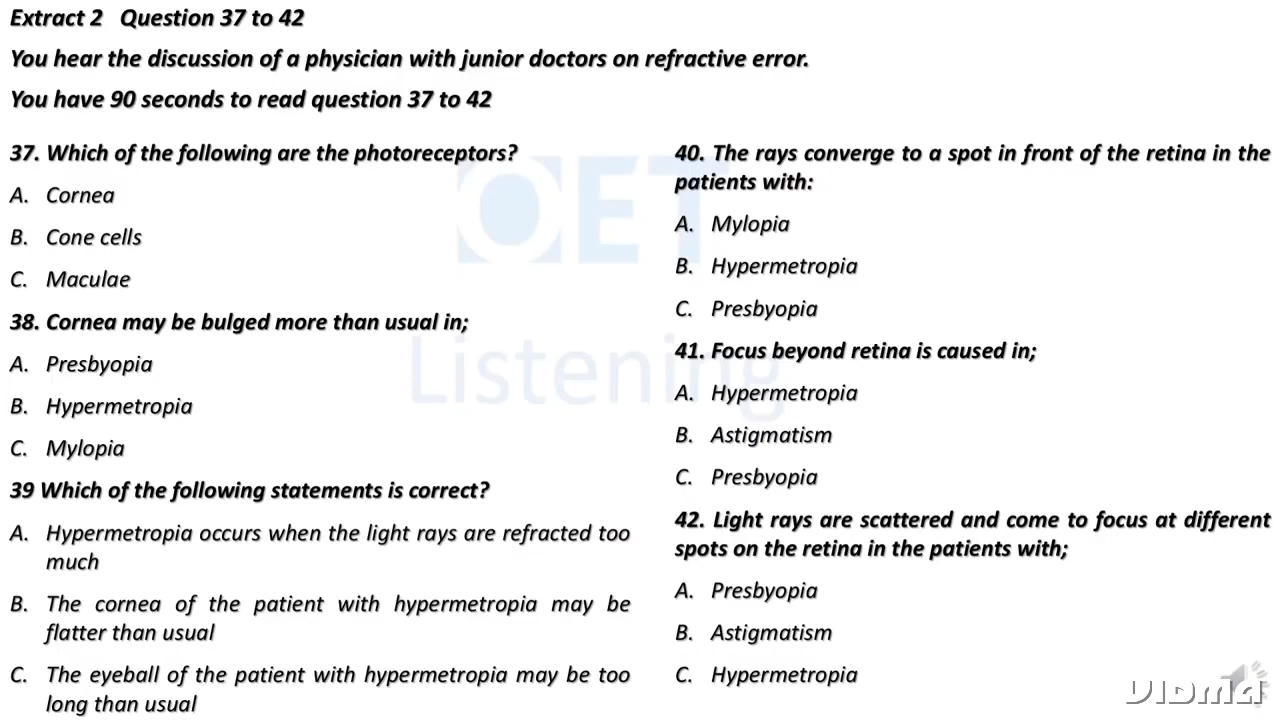 Extract 2 Question 37 to 42
You hear the discussion of a physician with junior doctors on refractive error.
You have 90 seconds to read question 37 to 42
37. Which of the following are the photoreceptors?
A. Cornea
B. Cone cells
C. Maculae
38. Cornea may be bulged more than usual in;
A. Presbyopia
B. Hypermetropia
C. Mylopia
39 Which of the following statements is correct?
A. Hypermetropia occurs when the light rays are refracted too
much
B. The cornea of the patient with hypermetropia may be
flatter than usual
C. The eyeball of the patient with hypermetropia may be too
long than usual
40. The rays converge to a spot in front of the retina in the
patients with:
A. Mylopia
B. Hypermetropia
C. Presbyopia
41. Focus beyond retina is caused in;
A. Hypermetropia
B. Astigmatism
C. Presbyopia
42. Light rays are scattered and come to focus at different
spots on the retina in the patients with;
A. Presbyopia
B. Astigmatism
C. Hypermetropia
OET
Listening
VIDMA